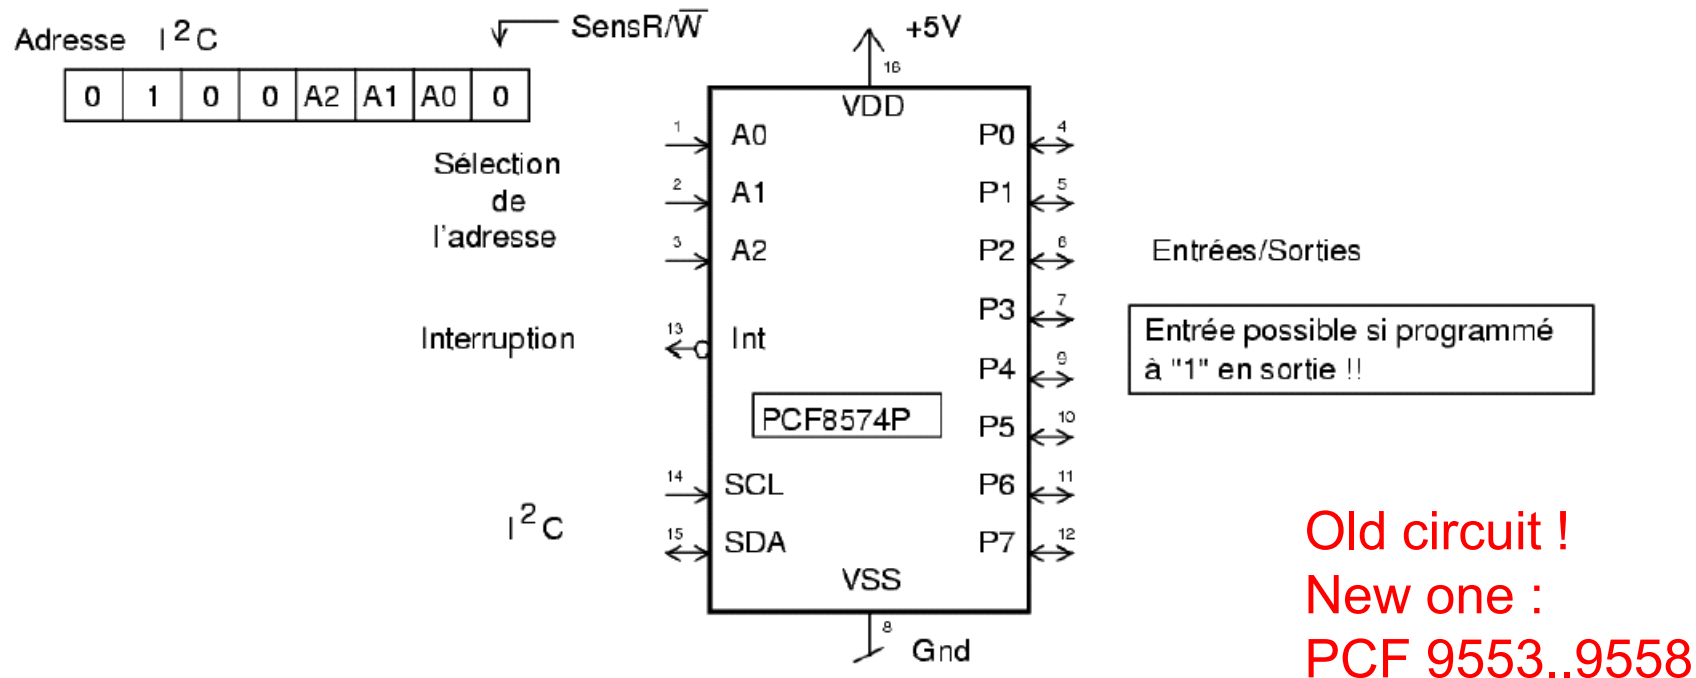 Adresse I²C
SensR/W̅
0 1 0 0 A2 A1 A0 0
Sélection
de
l'adresse
Interruption
I²C
+5V
16
VDD
1 A0
2 A1
3 A2
13 Int
PCF8574P
14 SCL
15 SDA
P0 4
P1 5
P2 6
P3 7
P4 9
P5 10
P6 11
P7 12
VSS
8
Gnd
Entrées/Sorties
Entrée possible si programmé
à "1" en sortie !!
Old circuit !
New one :
PCF 9553..9558